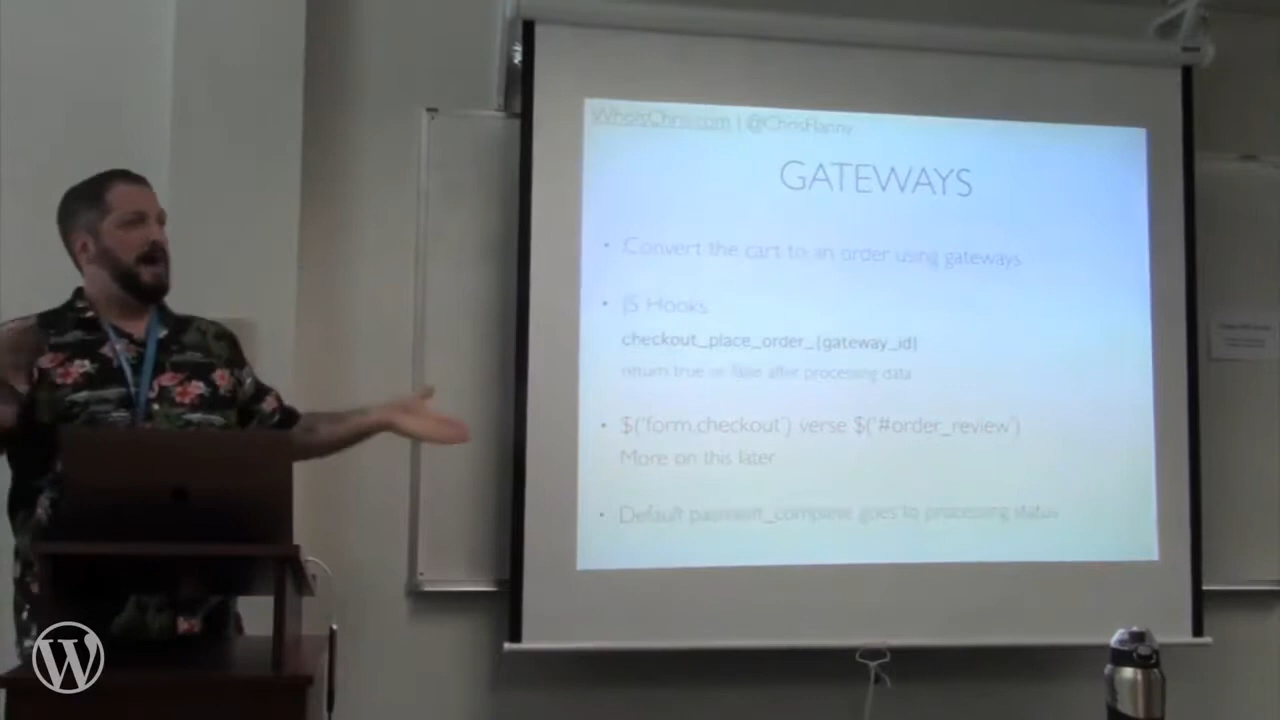 WhoIsChris.com | @ChrisFlanny
GATEWAYS
• Convert the cart to an order using gateways
• JS Hooks
checkout_place_order_{gateway_id}
return true or false after processing data
• $('form.checkout') verse $('#order_review')
More on this later
• Default payment_complete goes to processing status